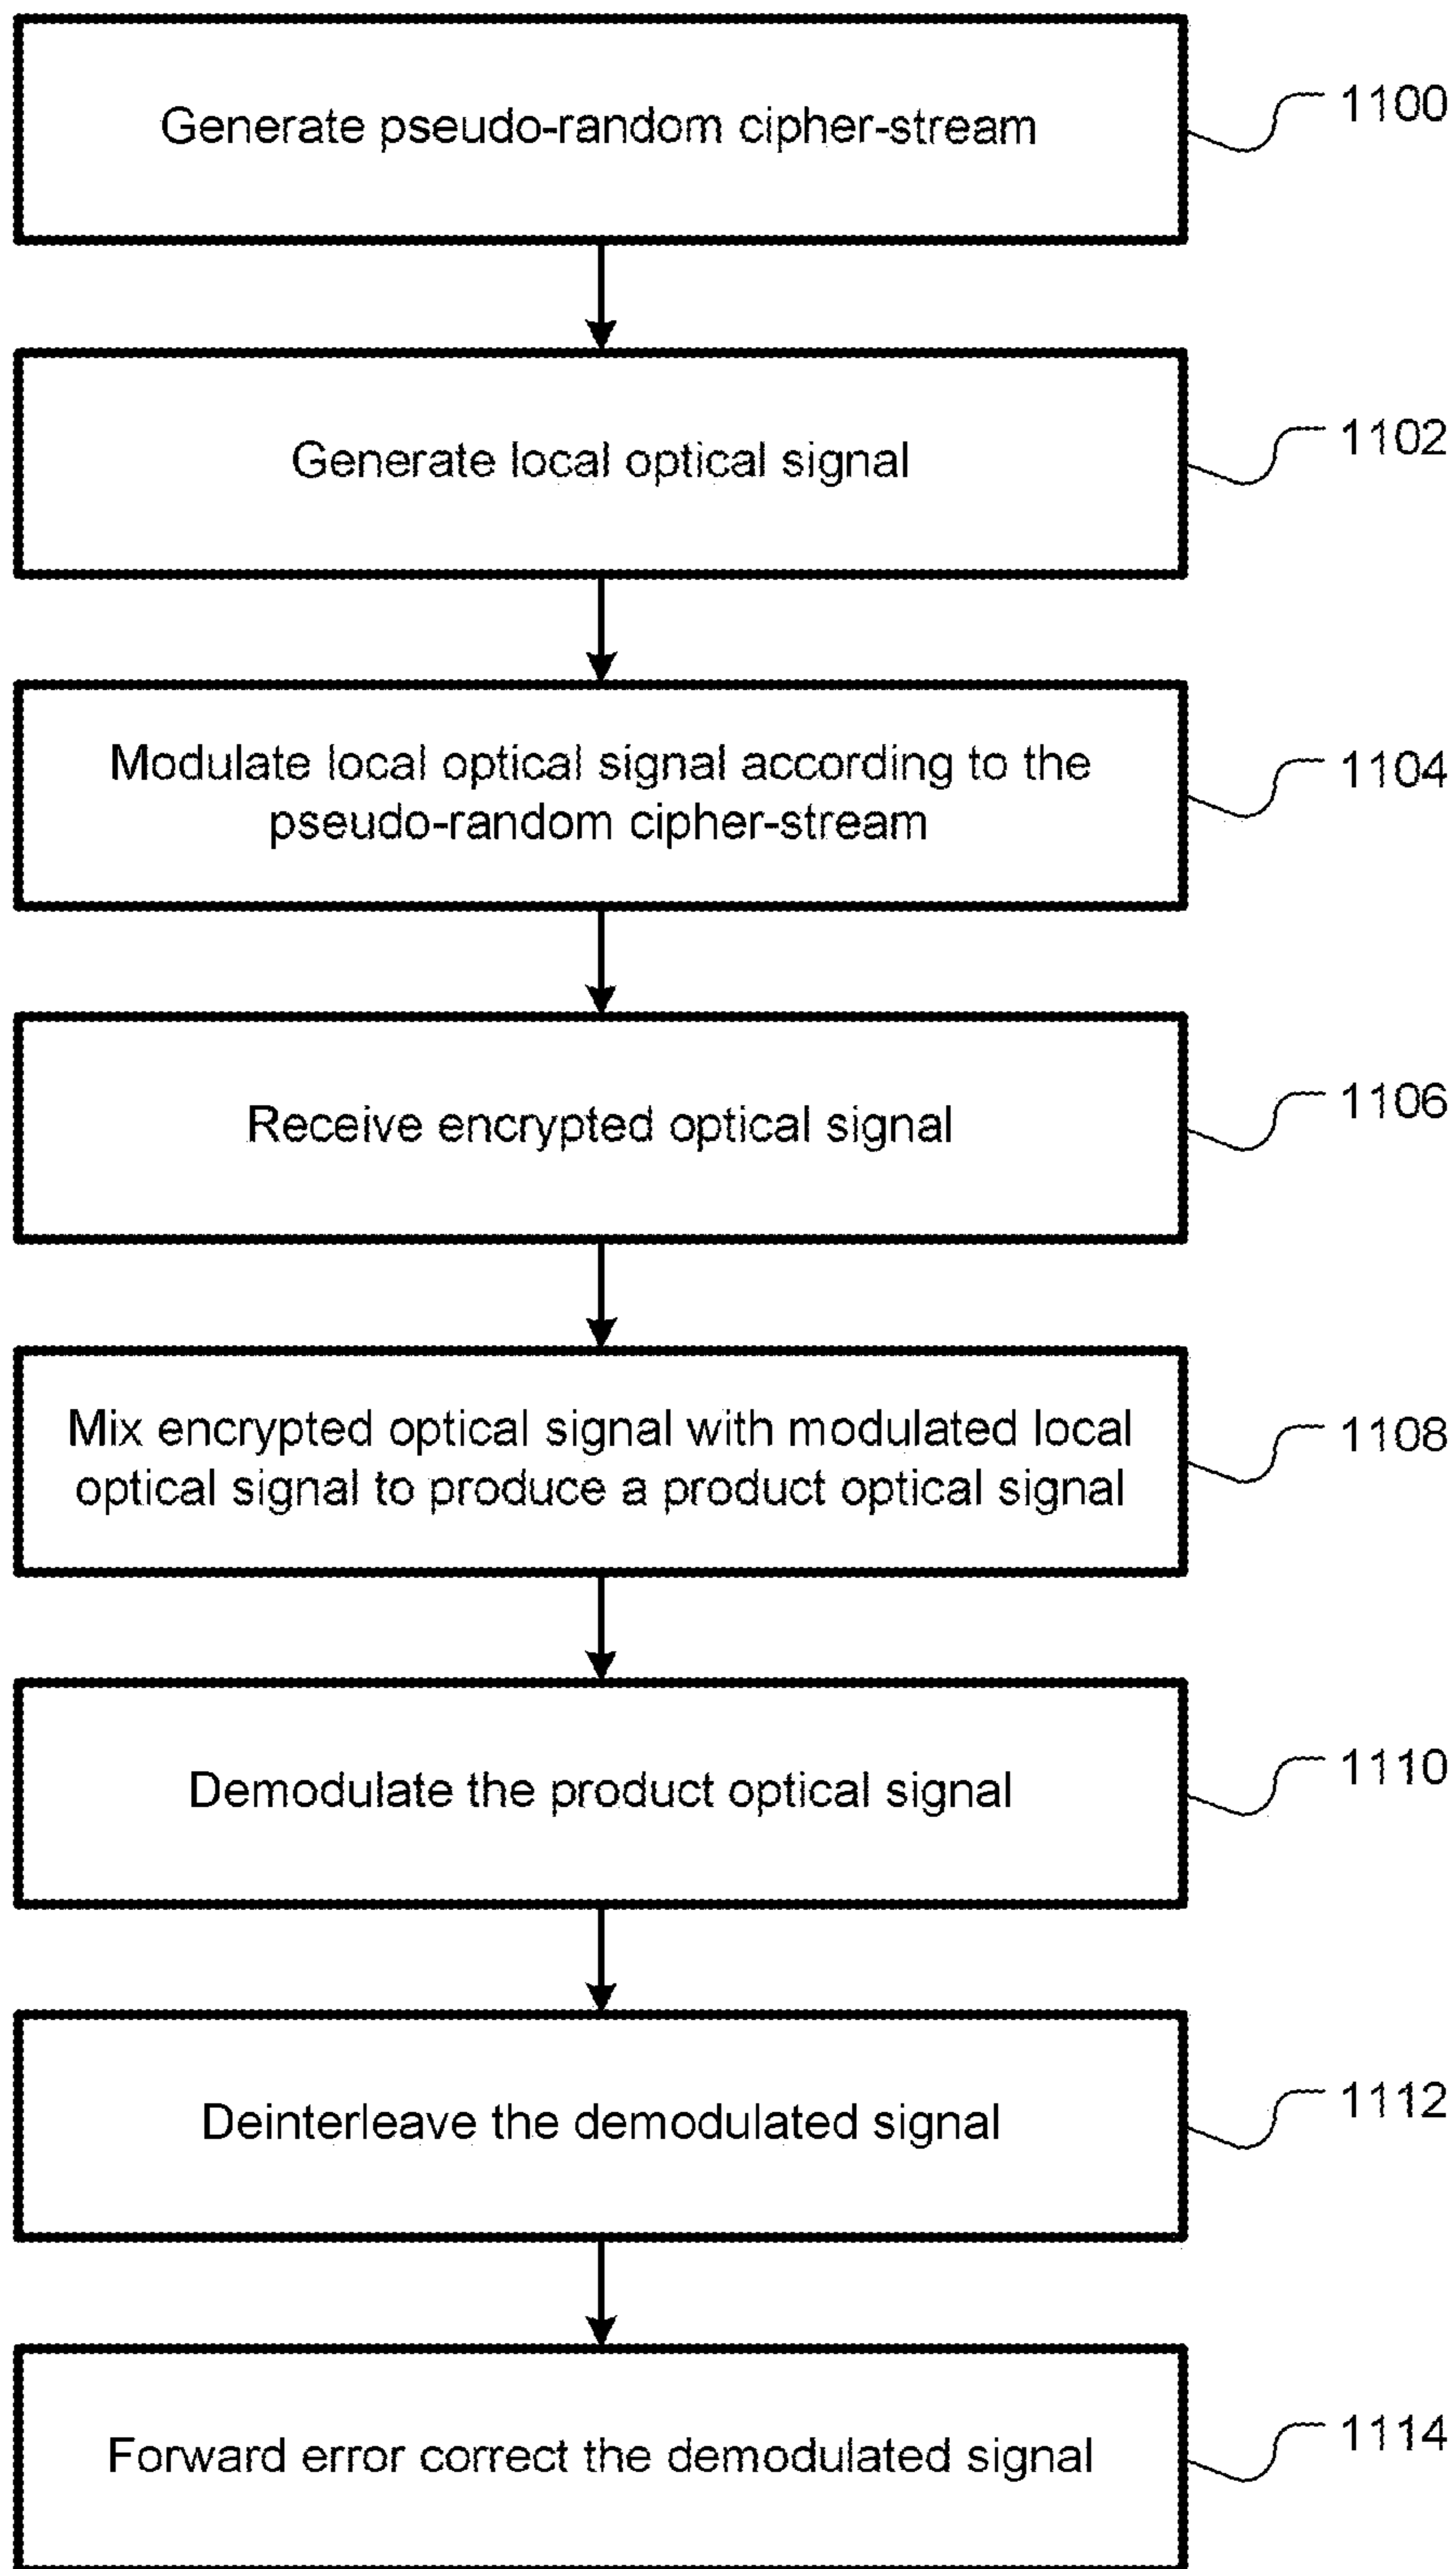 Generate pseudo-random cipher-stream
1100
Generate local optical signal
1102
Modulate local optical signal according to the
pseudo-random cipher-stream
1104
Receive encrypted optical signal
1106
Mix encrypted optical signal with modulated local
optical signal to produce a product optical signal
1108
Demodulate the product optical signal
1110
Deinterleave the demodulated signal
1112
Forward error correct the demodulated signal
1114